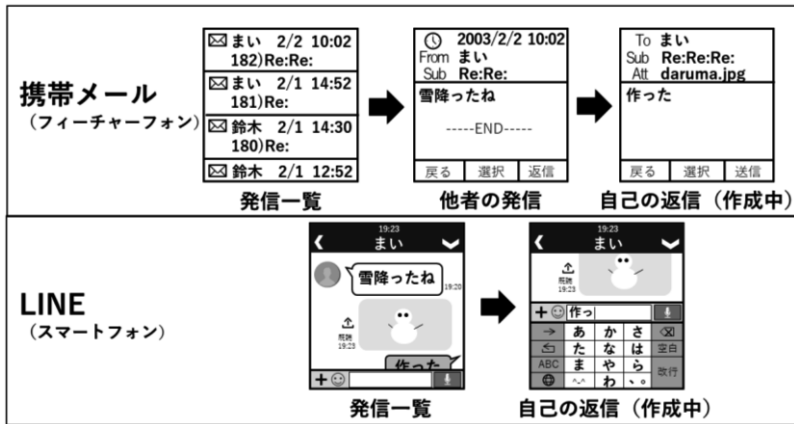 携帯メール
（フィーチャーフォン）
まい 2/2 10:02
182)Re:Re:
まい 2/1 14:52
181)Re:
鈴木 2/1 14:30
180)Re:
鈴木 2/1 12:52
発信一覧
2003/2/2 10:02
From まい
Sub Re:Re:
雪降ったね
-----END-----
戻る 選択 返信
他者の発信
To まい
Sub Re:Re:Re:
Att daruma.jpg
作った
戻る 選択 送信
自己の返信（作成中）
LINE
（スマートフォン）
19:23
まい
雪降ったね
19:20
既読
19:23
作った
発信一覧
19:23
まい
既読
19:23
作っ
→ あ か さ
た な は 空白
ABC ま や ら 改行
^_^ わ 、。
自己の返信（作成中）